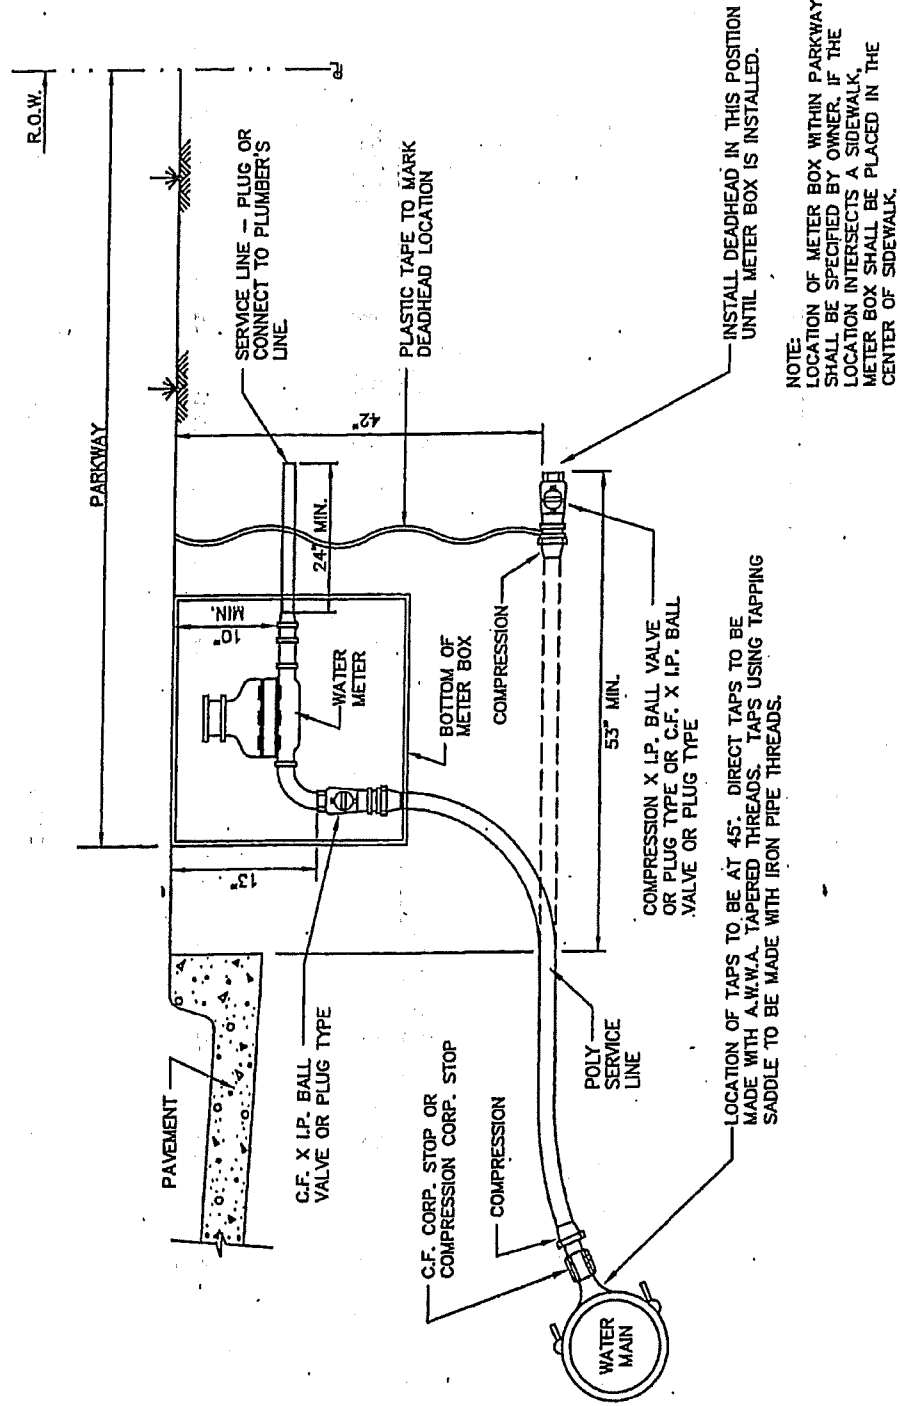 R.O.W.
PARKWAY
SERVICE LINE – PLUG OR
CONNECT TO PLUMBER'S
LINE.
PLASTIC TAPE TO MARK
DEADHEAD LOCATION
INSTALL DEADHEAD IN THIS POSITION
UNTIL METER BOX IS INSTALLED.
NOTE:
LOCATION OF METER BOX WITHIN PARKWAY
SHALL BE SPECIFIED BY OWNER. IF THE
LOCATION INTERSECTS A SIDEWALK,
METER BOX SHALL BE PLACED IN THE
CENTER OF SIDEWALK.
42"
24" MIN.
10"
MIN.
WATER
METER
BOTTOM OF
METER BOX
COMPRESSION
53" MIN.
13"
COMPRESSION X I.P. BALL VALVE
OR PLUG TYPE OR C.F. X I.P. BALL
VALVE OR PLUG TYPE
PAVEMENT
C.F. X I.P. BALL
VALVE OR PLUG TYPE
C.F. CORP. STOP OR
COMPRESSION CORP. STOP
COMPRESSION
POLY
SERVICE
LINE
WATER
MAIN
LOCATION OF TAPS TO BE AT 45°. DIRECT TAPS TO BE
MADE WITH A.W.W.A. TAPERED THREADS. TAPS USING TAPPING
SADDLE TO BE MADE WITH IRON PIPE THREADS.